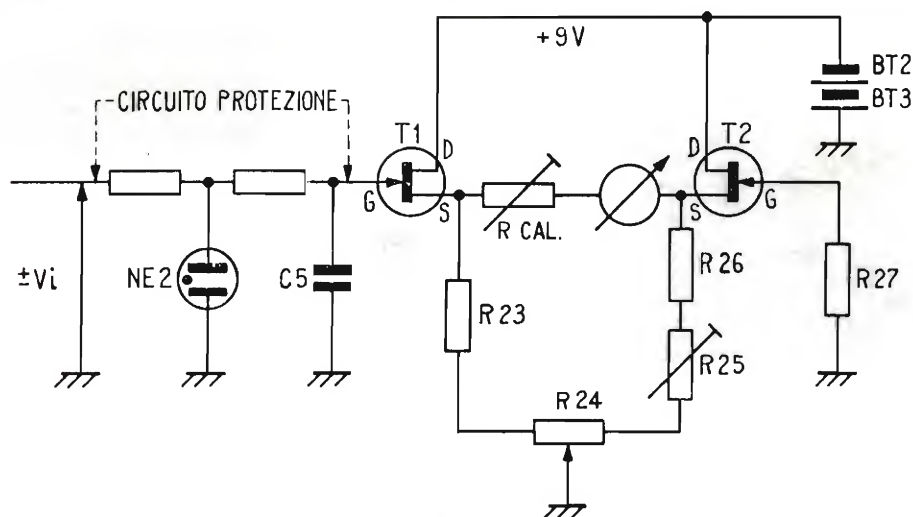 +9V
BT2
BT3
CIRCUITO PROTEZIONE
T1
D
G
S
R CAL.
T2
D
S
G
±Vi
NE2
C5
R23
R26
R27
R25
R24